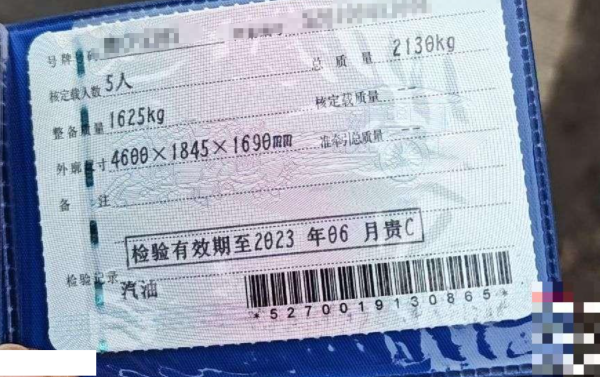 号牌号码
核定载人数 5人 总质量 2130kg
整备质量 1625kg 核定载质量 --
外廓尺寸 4600×1845×1690mm 准牵引总质量 --
备注
检验有效期至2023 年06 月贵C
检验记录
汽油
*5270019130865*